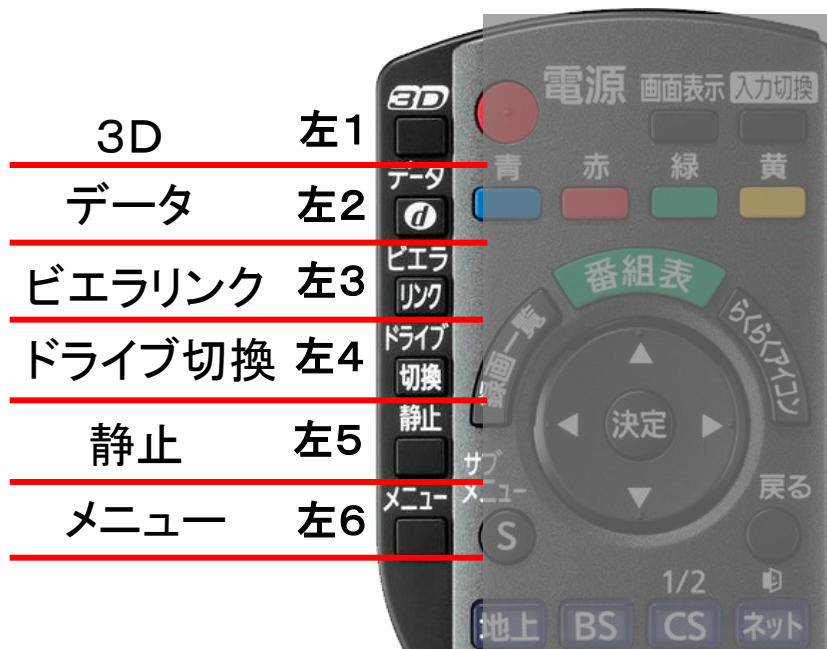 3D 左1
データ 左2
ビエラリンク 左3
ドライブ切換 左4
静止 左5
メニュー 左6
3D
データ
d
ビエラ
リンク
ドライブ
切換
静止
メニュー
電源 画面表示 入力切換
青 赤 緑 黄
番組表
録画一覧
らくらくアイコン
決定
サブ
メニュー
S
戻る
1/2
地上 BS CS ネット